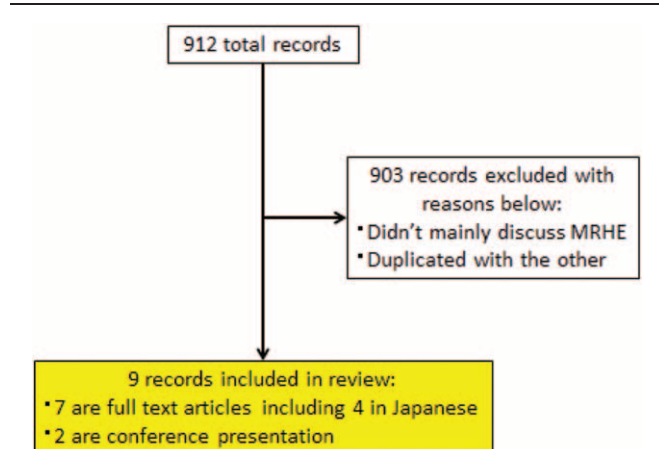 912 total records
903 records excluded with
reasons below:
▪Didn't mainly discuss MRHE
▪Duplicated with the other
9 records included in review:
▪7 are full text articles including 4 in Japanese
▪2 are conference presentation